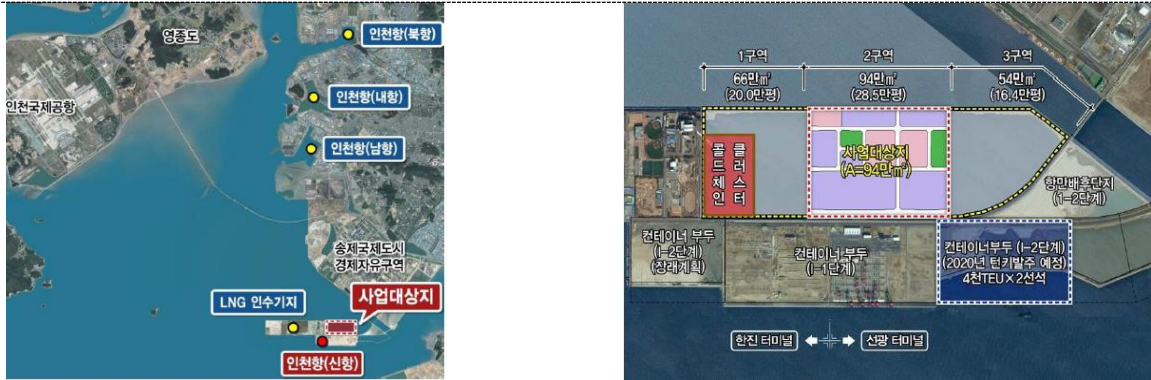 영종도
인천항(북항)
인천국제공항
인천항(내항)
인천항(남항)
송제국제도시
경제자유구역
LNG 인수기지
사업대상지
인천항(신항)
1구역
2구역
3구역
66만㎡
(20.0만평)
94만㎡
(28.5만평)
54만㎡
(16.4만평)
콜드체인
클러스터
사업대상지
(A=94만㎡)
항만배후단지
(1-2단계)
컨테이너 부두
(Ⅰ-2단계)
(장래계획)
컨테이너 부두
(Ⅰ-1단계)
컨테이너부두 (Ⅰ-2단계)
(2020년 턴키발주 예정)
4천TEU×2선석
한진 터미널
선광 터미널